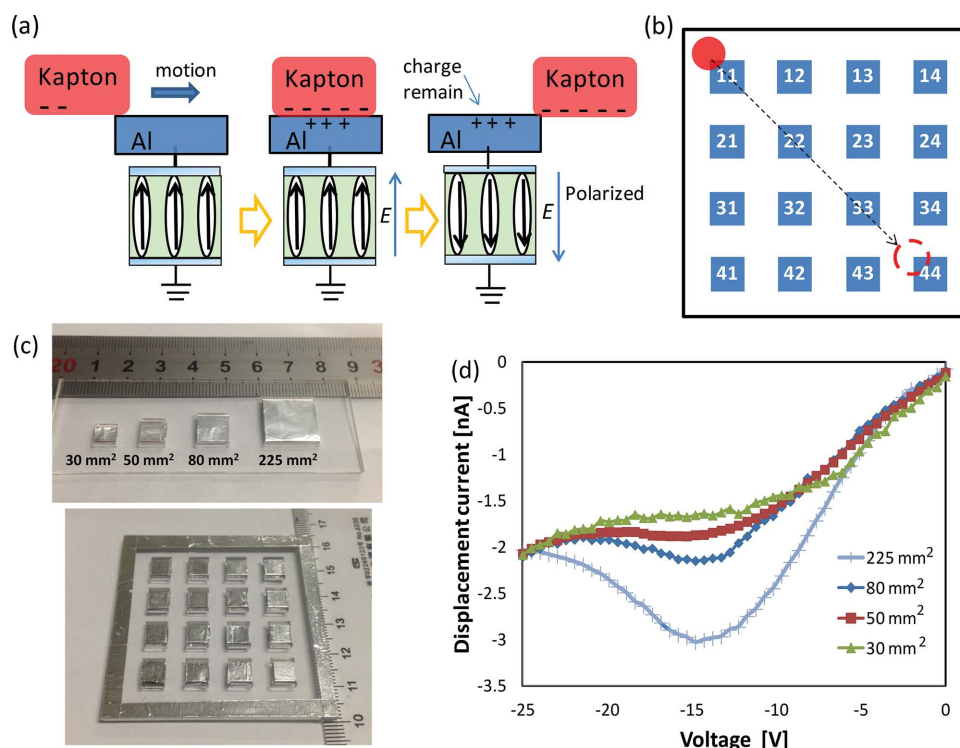 (a)
Kapton
- -
motion
Al
Kapton
- - - - -
+ + +
Al
E
charge
remain
Kapton
- - - - -
+ + +
Al
E
Polarized
(b)
11 12 13 14
21 22 23 24
31 32 33 34
41 42 43 44
(c)
20 1 2 3 4 5 6 7 8 9 3
30 mm² 50 mm² 80 mm² 225 mm²
17
16
15
14
13
12
11
10
(d)
0
-0.5
-1
-1.5
-2
-2.5
-3
-3.5
Displacement current [nA]
225 mm²
80 mm²
50 mm²
30 mm²
-25 -20 -15 -10 -5 0
Voltage [V]